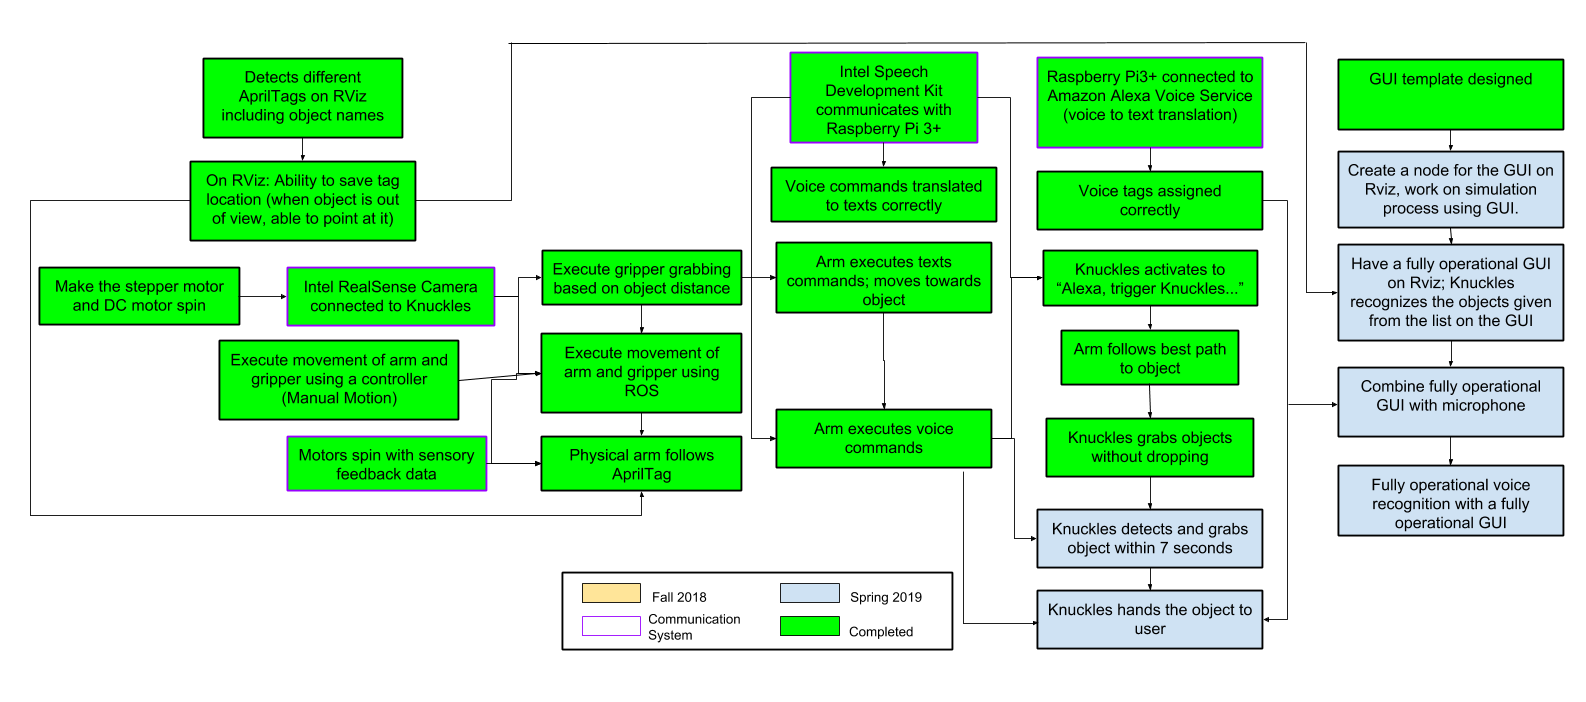 Detects different
AprilTags on RViz
including object names
On RViz: Ability to save tag
location (when object is out
of view, able to point at it)
Make the stepper motor
and DC motor spin
Intel RealSense Camera
connected to Knuckles
Execute movement of arm and
gripper using a controller
(Manual Motion)
Motors spin with sensory
feedback data
Execute gripper grabbing
based on object distance
Execute movement of
arm and gripper using
ROS
Physical arm follows
AprilTag
Intel Speech
Development Kit
communicates with
Raspberry Pi 3+
Voice commands translated
to texts correctly
Arm executes texts
commands; moves towards
object
Arm executes voice
commands
Raspberry Pi3+ connected to
Amazon Alexa Voice Service
(voice to text translation)
Voice tags assigned
correctly
Knuckles activates to
“Alexa, trigger Knuckles...”
Arm follows best path
to object
Knuckles grabs objects
without dropping
Knuckles detects and grabs
object within 7 seconds
Knuckles hands the object to
user
GUI template designed
Create a node for the GUI on
Rviz, work on simulation
process using GUI.
Have a fully operational GUI
on Rviz; Knuckles
recognizes the objects given
from the list on the GUI
Combine fully operational
GUI with microphone
Fully operational voice
recognition with a fully
operational GUI
Fall 2018
Spring 2019
Communication
System
Completed